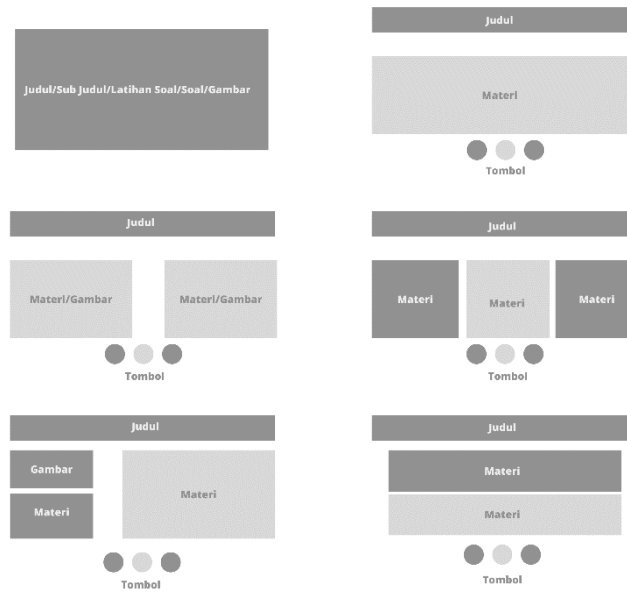 Judul/Sub Judul/Latihan Soal/Soal/Gambar
Judul
Materi
Tombol
Judul
Materi/Gambar
Materi/Gambar
Tombol
Judul
Materi
Materi
Materi
Tombol
Judul
Gambar
Materi
Materi
Tombol
Judul
Materi
Materi
Tombol